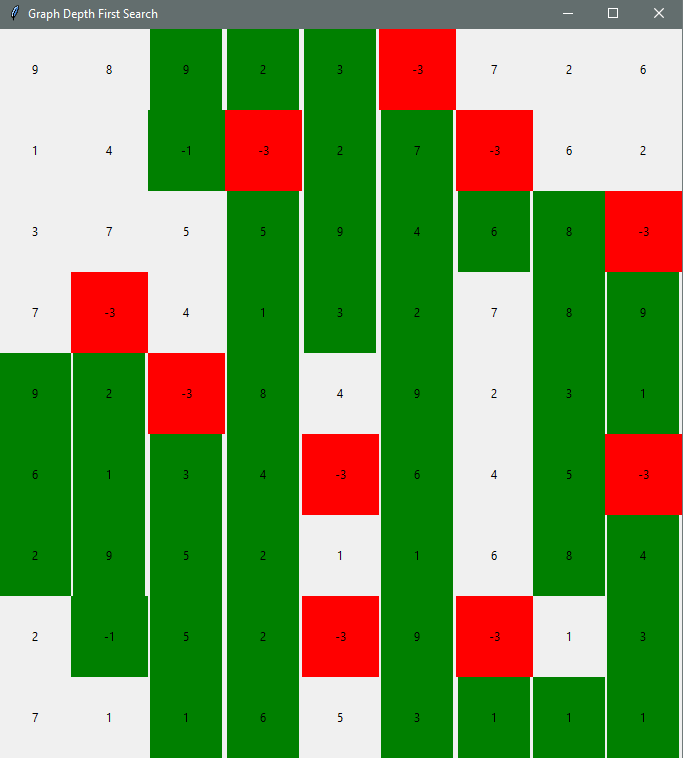 Graph Depth First Search
9 8 9 2 3 -3 7 2 6
1 4 -1 -3 2 7 -3 6 2
3 7 5 5 9 4 6 8 -3
7 -3 4 1 3 2 7 8 9
9 2 -3 8 4 9 2 3 1
6 1 3 4 -3 6 4 5 -3
2 9 5 2 1 1 6 8 4
2 -1 5 2 -3 9 -3 1 3
7 1 1 6 5 3 1 1 1